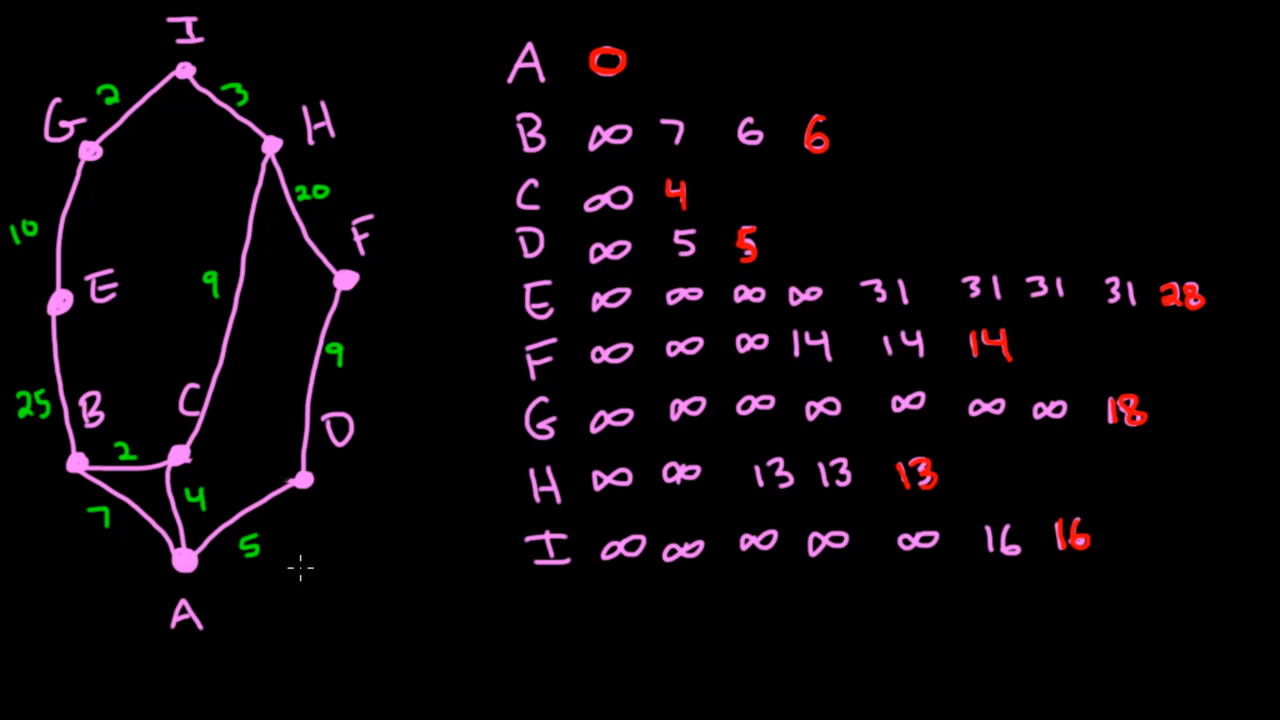 I
2
3
G
H
20
10
F
E
9
9
25
B
C
D
2
4
7
5
A
A 0
B ∞ 7 6 6
C ∞ 4
D ∞ 5 5
E ∞ ∞ ∞ ∞ 31 31 31 31 28
F ∞ ∞ ∞ 14 14 14
G ∞ ∞ ∞ ∞ ∞ ∞ ∞ 18
H ∞ ∞ 13 13 13
I ∞ ∞ ∞ ∞ ∞ 16 16